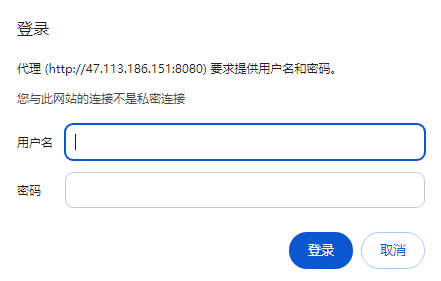 登录
代理 (http://47.113.186.151:8080) 要求提供用户名和密码。
您与此网站的连接不是私密连接
用户名
密码
登录
取消